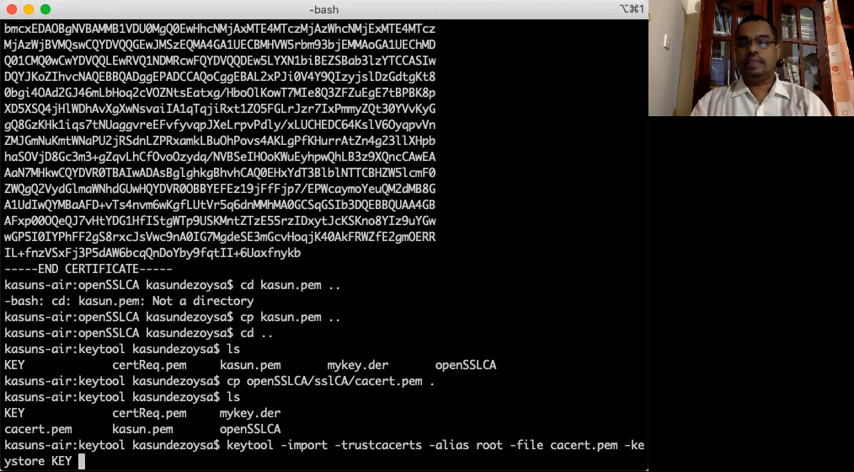 -bash
⌥⌘1
bmcxEDAOBgNVBAMMB1VDU0MgQ0EwHhcNMjAxMTE4MTczMjAzWhcNMjExMTE4MTcz
MjAzWjBVMQswCQYDVQQGEwJMSzEQMA4GA1UECBMHVW5rbm93bjEMMAoGA1UEChMD
Q01CMQ0wCwYDVQQLEwRVQ1NDMRcwFQYDVQQDEw5LYXN1biBEZSBab3lzYTCCASIw
DQYJKoZIhvcNAQEBBQADggEPADCCAQoCggEBAL2xPJi0V4Y9QIzyjslDzGdtgKt8
0bgi4OAd2GJ46mLbHoq2cVOZNtsEatxg/HboOlKowT7MIe8Q3ZFZuEgE7tBPBK8p
XD5XSQ4jHlWDhAvXgXwNsvaiIA1qTqjiRxt1ZO5FGLrJzr7IxPmmyZQt30YVvKyG
gQ8GzKHk1iqs7tNUaggvreEFvfyvqpJXeLrpvPdly/xLUCHEDC64KslV6OyqpvVn
ZMJGmNuKmtWNaPU2jRSdnLZPRxamkLBuOhPovs4AKLgPfKHurrAtZn4g23llXHpb
haSOVjD8Gc3m3+gZqvLhCfOvoOzydq/NVBSeIHOoKWuEyhpwQhLB3z9XQncCAwEA
AaN7MHkwCQYDVR0TBAIwADAsBglghkgBhvhCAQ0EHxYdT3BlblNTTCBHZW5lcmF0
ZWQgQ2VydGlmaWNhdGUwHQYDVR0OBBYEFEz19jFfFjp7/EPWcaymoYeuQM2dMB8G
A1UdIwQYMBaAFD+vTs4nvm6wKgfLUtVr5q6dnMMhMA0GCSqGSIb3DQEBBQUAA4GB
AFxp00OQeQJ7vHtYDG1HfIStgWTp9USKMntZTzE55rzIDxytJcKSKno8YIz9uYGw
wGP5I0IYPhFF2gS8rxcJsVwc9nA0IG7MgdeSE3mGcvHoqjK40AkFRWZfE2gmOERR
IL+fnzVSxFj3P5dAW6bcqQnDoYby9fqtII+6Uaxfnykb
-----END CERTIFICATE-----
kasuns-air:openSSLCA kasundezoysa$ cd kasun.pem ..
-bash: cd: kasun.pem: Not a directory
kasuns-air:openSSLCA kasundezoysa$ cp kasun.pem ..
kasuns-air:openSSLCA kasundezoysa$ cd ..
kasuns-air:keytool kasundezoysa$ ls
KEY certReq.pem kasun.pem mykey.der openSSLCA
kasuns-air:keytool kasundezoysa$ cp openSSLCA/sslCA/cacert.pem .
kasuns-air:keytool kasundezoysa$ ls
KEY certReq.pem mykey.der
cacert.pem kasun.pem openSSLCA
kasuns-air:keytool kasundezoysa$ keytool -import -trustcacerts -alias root -file cacert.pem -ke
ystore KEY